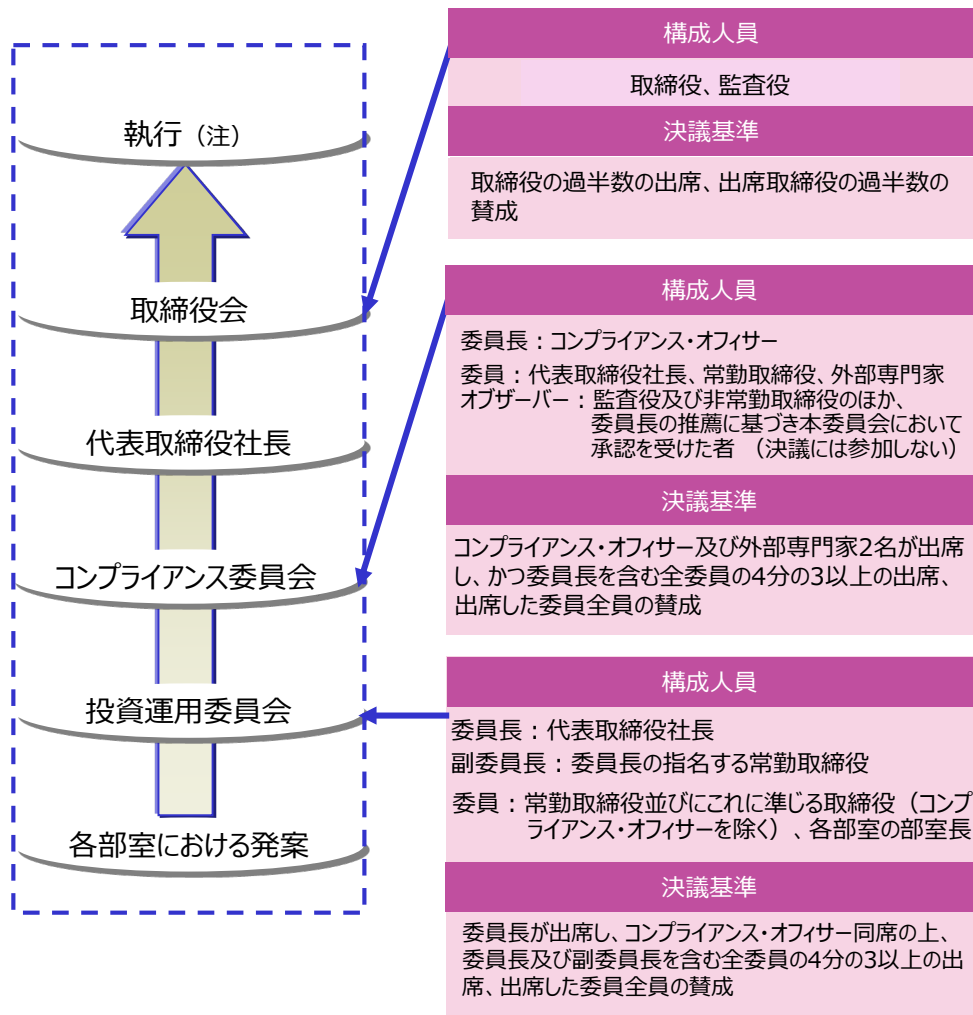 執行（注）
取締役会
代表取締役社長
コンプライアンス委員会
投資運用委員会
各部室における発案
構成人員
取締役、監査役
決議基準
取締役の過半数の出席、出席取締役の過半数の
賛成
構成人員
委員長：コンプライアンス・オフィサー
委員：代表取締役社長、常勤取締役、外部専門家
オブザーバー：監査役及び非常勤取締役のほか、
委員長の推薦に基づき本委員会において
承認を受けた者　（決議には参加しない）
決議基準
コンプライアンス・オフィサー及び外部専門家2名が出席
し、かつ委員長を含む全委員の4分の3以上の出席、
出席した委員全員の賛成
構成人員
委員長：代表取締役社長
副委員長：委員長の指名する常勤取締役
委員：常勤取締役並びにこれに準じる取締役（コンプ
ライアンス・オフィサーを除く）、各部室の部室長
決議基準
委員長が出席し、コンプライアンス・オフィサー同席の上、
委員長及び副委員長を含む全委員の4分の3以上の出
席、出席した委員全員の賛成